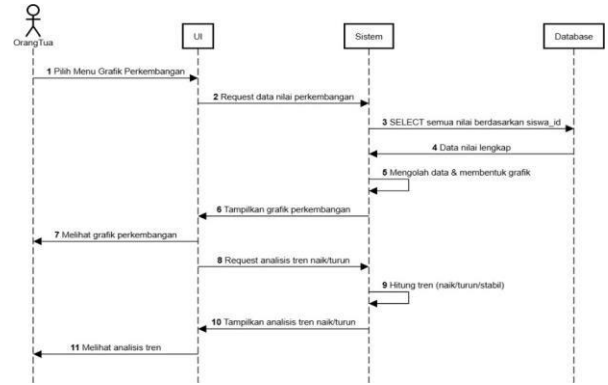 OrangTua
UI
Sistem
Database
1 Pilih Menu Grafik Perkembangan
2 Request data nilai perkembangan
3 SELECT semua nilai berdasarkan siswa_id
4 Data nilai lengkap
5 Mengolah data & membentuk grafik
6 Tampilkan grafik perkembangan
7 Melihat grafik perkembangan
8 Request analisis tren naik/turun
9 Hitung tren (naik/turun/stabil)
10 Tampilkan analisis tren naik/turun
11 Melihat analisis tren